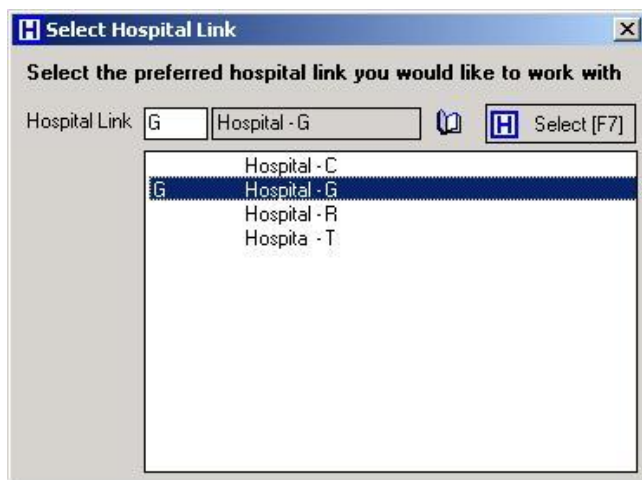 H Select Hospital Link
Select the preferred hospital link you would like to work with
Hospital Link G Hospital - G H Select [F7]
Hospital - C
G Hospital - G
Hospital - R
Hospita - T